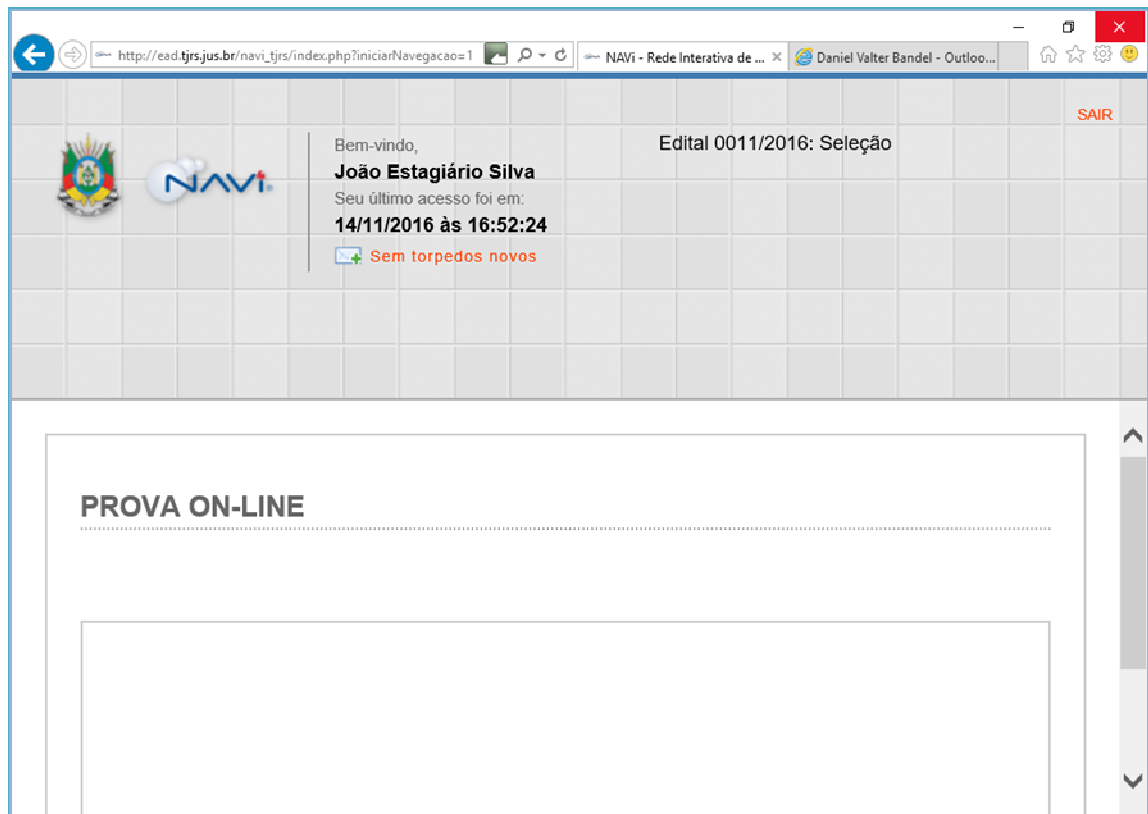 http://ead.tjrs.jus.br/navi_tjrs/index.php?iniciarNavegacao=1
NAVi - Rede Interativa de ...
Daniel Valter Bandel - Outloo...
SAIR
NAVi
Bem-vindo,
João Estagiário Silva
Seu último acesso foi em:
14/11/2016 às 16:52:24
Sem torpedos novos
Edital 0011/2016: Seleção
PROVA ON-LINE